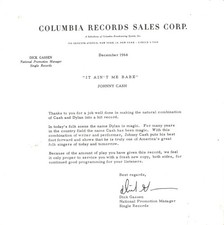 COLUMBIA RECORDS SALES CORP.
DICK GASSEN
National Promotion Manager
Single Records
December 1964
"IT AIN'T ME BABE"
JOHNNY CASH
Thanks to you for a job well done in making the natural combination
of Cash and Dylan into a hit record.
In today's folk scene the name Dylan is magic. For many years
in the country field the name Cash has been magic. With this
combination of writer and performer, Johnny Cash puts his best
foot forward and shows that he is truly one of America's great
folk singers of today and tomorrow.
Because of the amount of play you have given this record, we feel
it only proper to service you with a fresh new copy, both sides, for
continued good programming for your listeners.
Best regards,
Dick Gassen
National Promotion Manager
Single Records